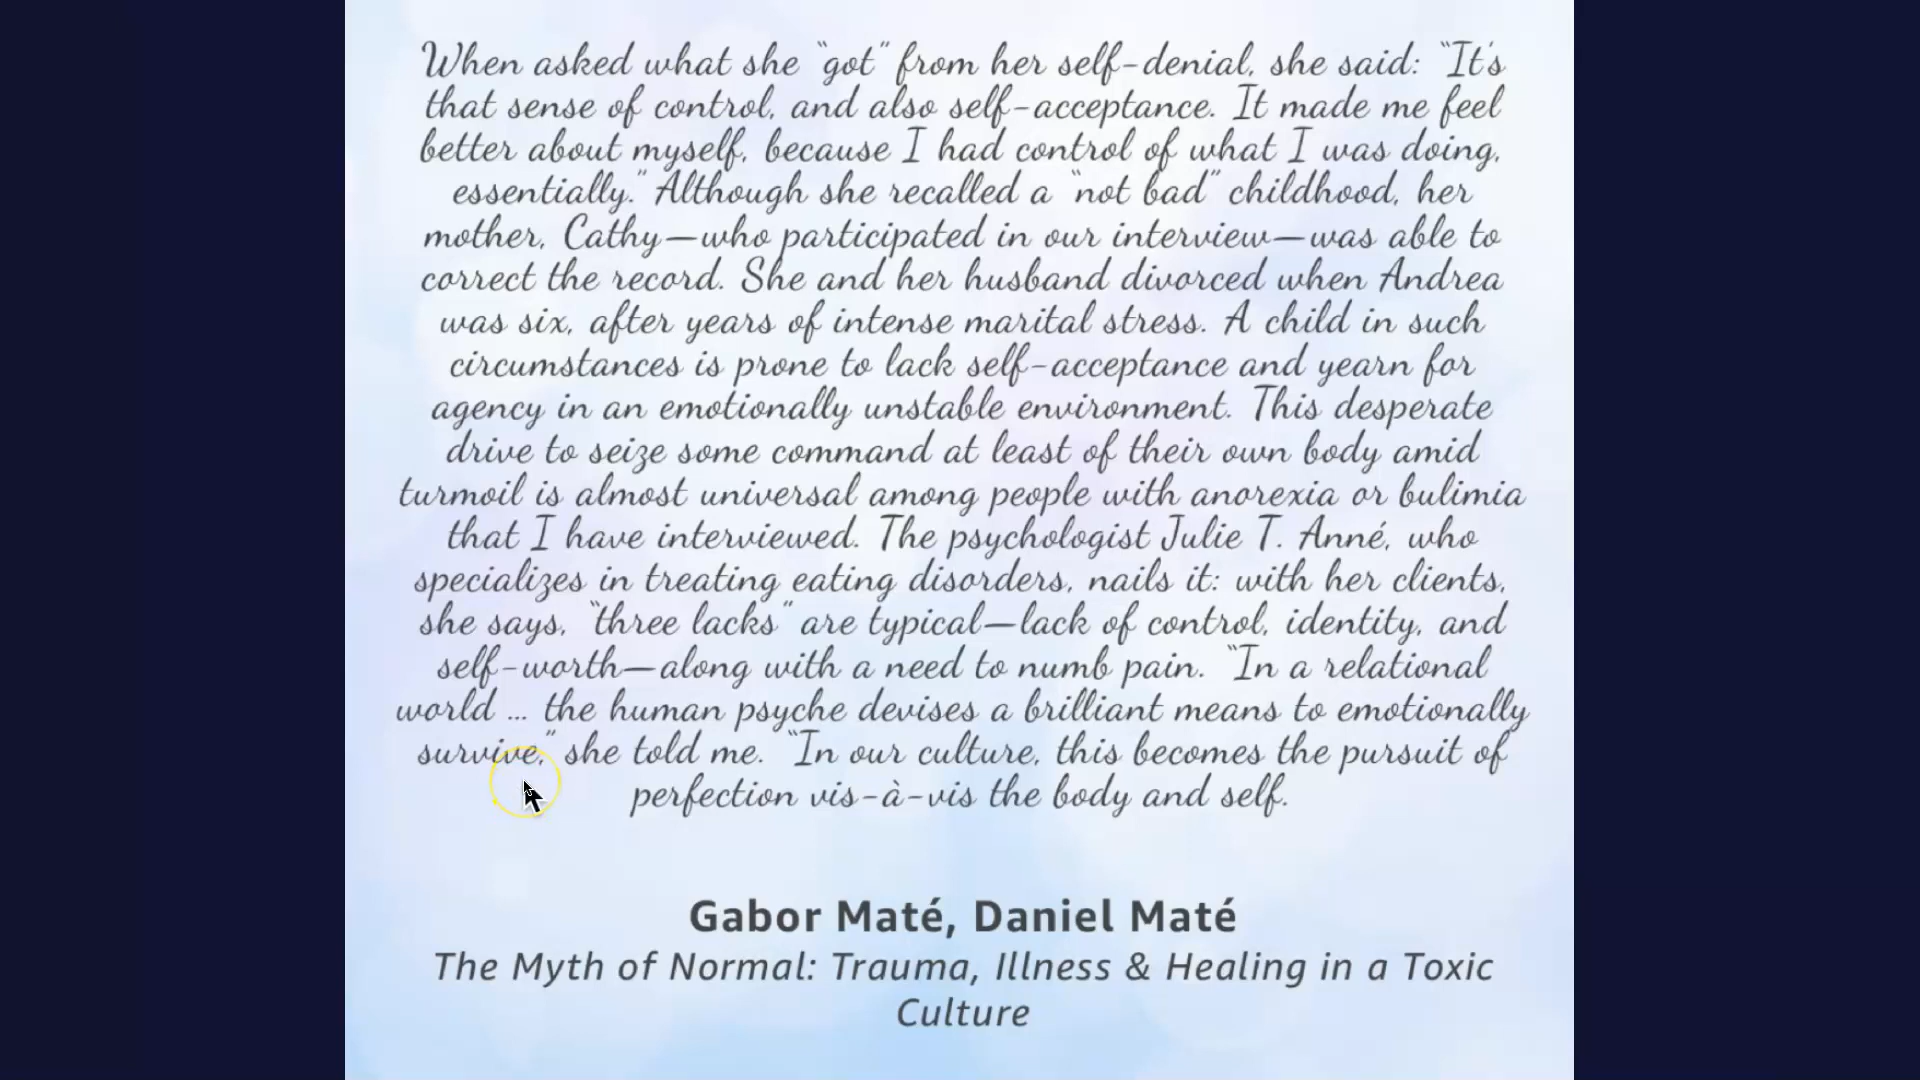 When asked what she “got” from her self-denial, she said: “It's
that sense of control, and also self-acceptance. It made me feel
better about myself, because I had control of what I was doing,
essentially.” Although she recalled a “not bad” childhood, her
mother, Cathy—who participated in our interview—was able to
correct the record. She and her husband divorced when Andrea
was six, after years of intense marital stress. A child in such
circumstances is prone to lack self-acceptance and yearn for
agency in an emotionally unstable environment. This desperate
drive to seize some command at least of their own body amid
turmoil is almost universal among people with anorexia or bulimia
that I have interviewed. The psychologist Julie T. Anné, who
specializes in treating eating disorders, nails it: with her clients,
she says, “three lacks” are typical—lack of control, identity, and
self-worth—along with a need to numb pain. “In a relational
world ... the human psyche devises a brilliant means to emotionally
survive,” she told me. “In our culture, this becomes the pursuit of
perfection vis-à-vis the body and self.
Gabor Maté, Daniel Maté
The Myth of Normal: Trauma, Illness & Healing in a Toxic
Culture